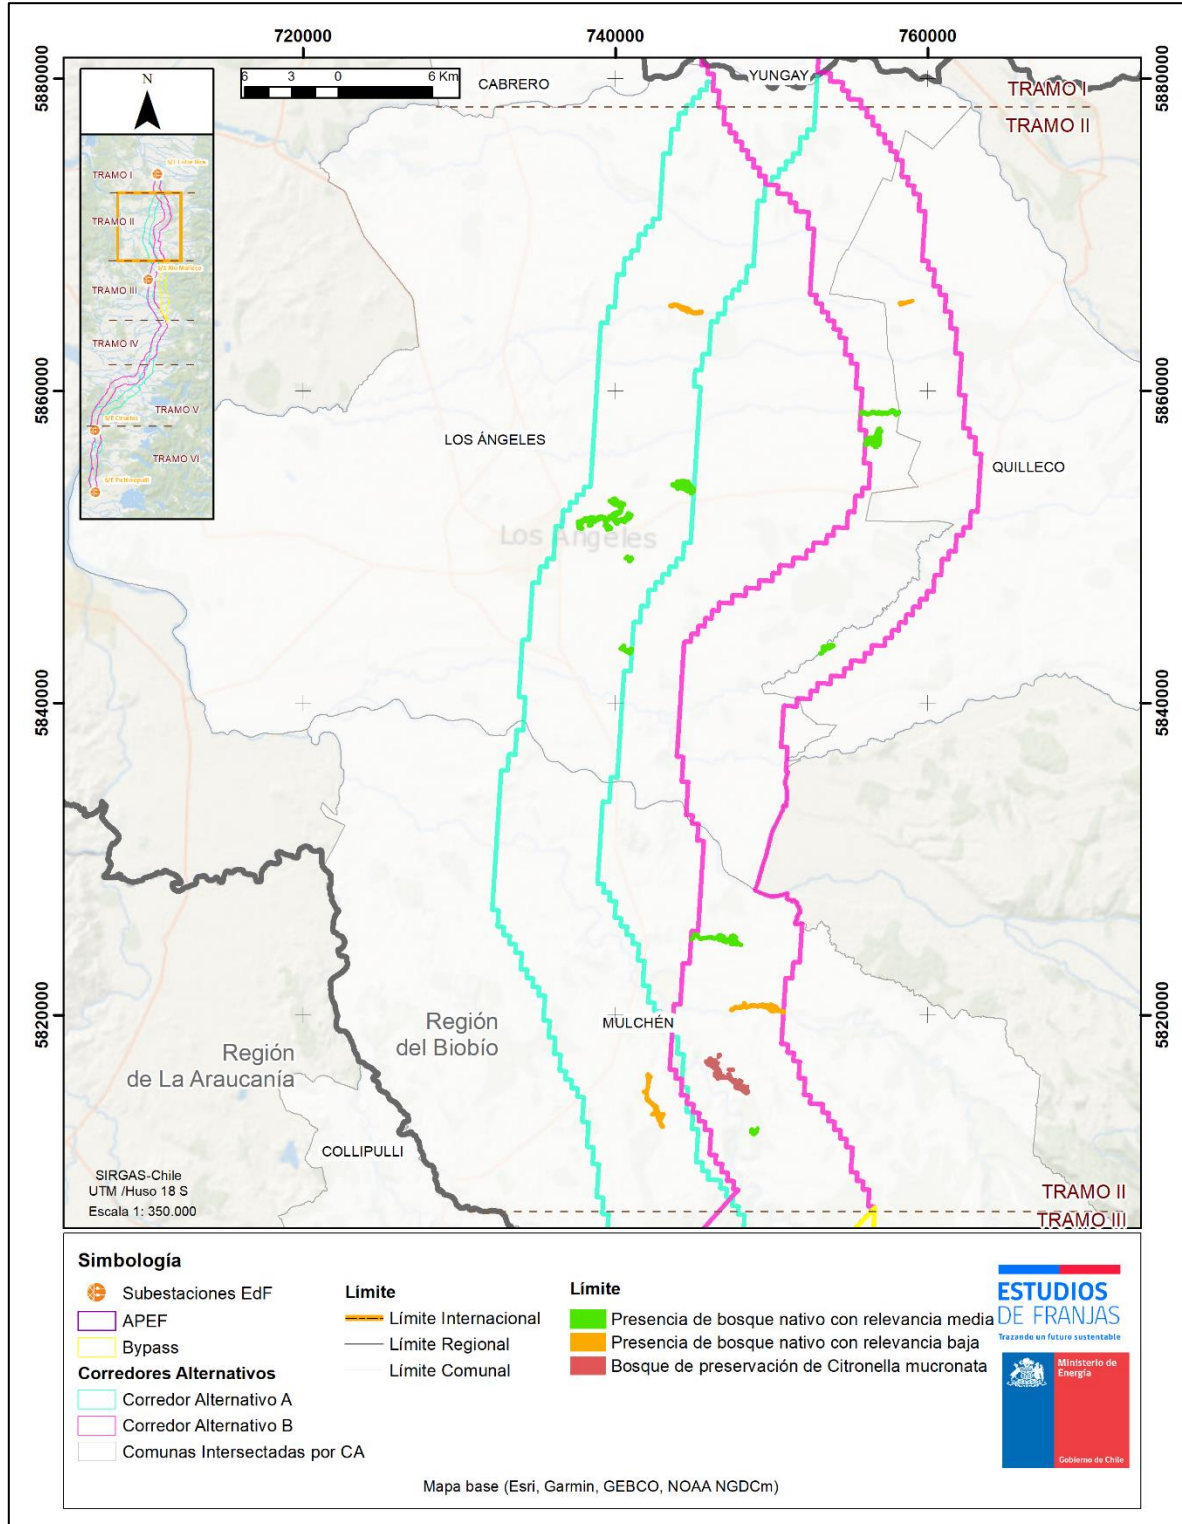 720000
740000
760000
5880000
5880000
5860000
5860000
5840000
5840000
5820000
5820000
N
6 3 0 6 Km
CABRERO
YUNGAY
TRAMO I
TRAMO II
TRAMO I
TRAMO II
TRAMO III
TRAMO IV
TRAMO V
TRAMO VI
S/E Río Malleco
S/E Ciruelos
S/E Pichirropulli
LOS ÁNGELES
Los Ángeles
QUILLECO
MULCHÉN
Región
del Biobío
Región
de La Araucanía
COLLIPULLI
SIRGAS-Chile
UTM /Huso 18 S
Escala 1: 350.000
TRAMO II
TRAMO III
Simbología
Subestaciones EdF
APEF
Bypass
Corredores Alternativos
Corredor Alternativo A
Corredor Alternativo B
Comunas Intersectadas por CA
Límite
Límite Internacional
Límite Regional
Límite Comunal
Límite
Presencia de bosque nativo con relevancia media
Presencia de bosque nativo con relevancia baja
Bosque de preservación de Citronella mucronata
ESTUDIOS
DE FRANJAS
Trazando un futuro sustentable
Ministerio de
Energía
Gobierno de Chile
Mapa base (Esri, Garmin, GEBCO, NOAA NGDCm)